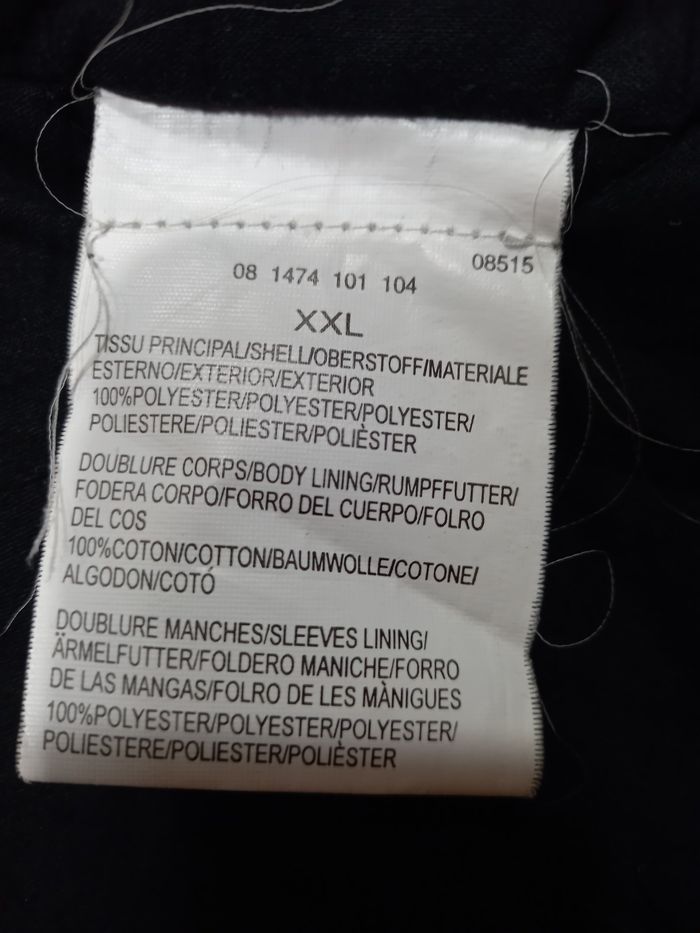 08515
08 1474 101 104
XXL
TISSU PRINCIPAL/SHELL/OBERSTOFF/MATERIALE
ESTERNO/EXTERIOR/EXTERIOR
100%POLYESTER/POLYESTER/POLYESTER/
POLIESTERE/POLIESTER/POLIÈSTER
DOUBLURE CORPS/BODY LINING/RUMPFFUTTER/
FODERA CORPO/FORRO DEL CUERPO/FOLRO
DEL COS
100%COTON/COTTON/BAUMWOLLE/COTONE/
ALGODON/COTÓ
DOUBLURE MANCHES/SLEEVES LINING/
ÄRMELFUTTER/FOLDERO MANICHE/FORRO
DE LAS MANGAS/FOLRO DE LES MÀNIGUES
100%POLYESTER/POLYESTER/POLYESTER/
POLIESTERE/POLIESTER/POLIÈSTER